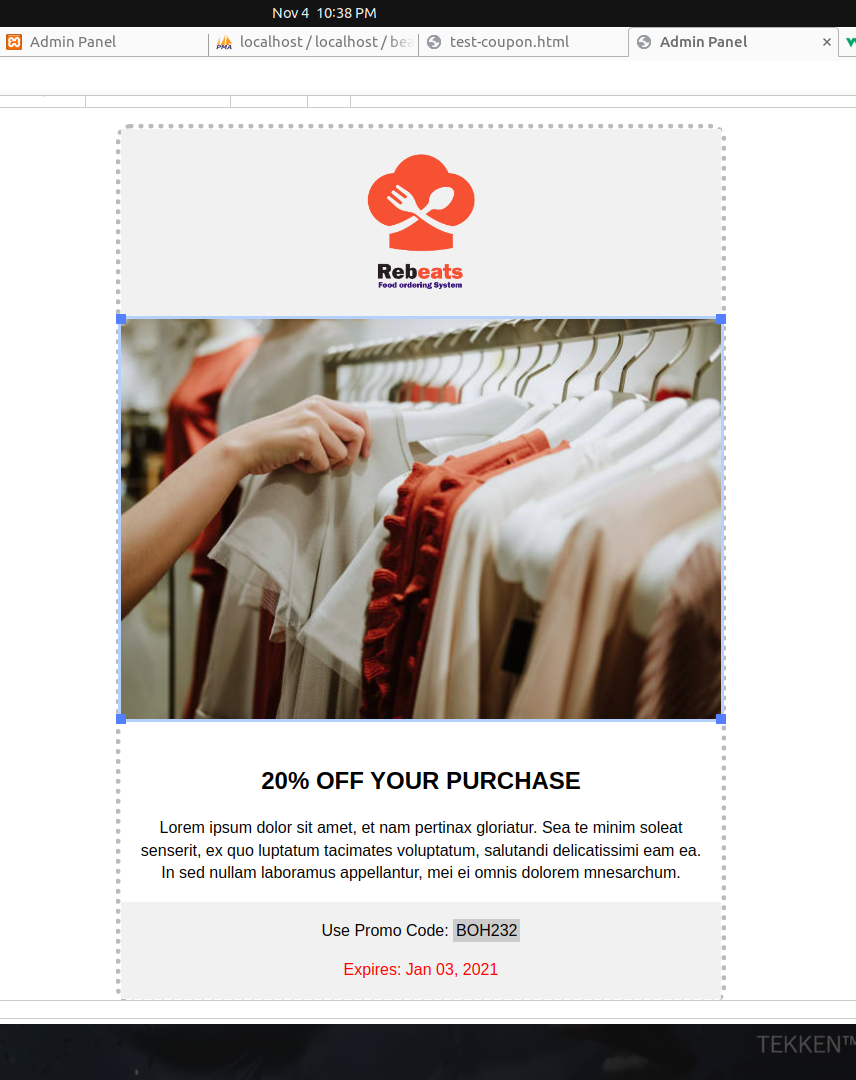 Nov 4 10:38 PM
Admin Panel
PMA
localhost / localhost / bea
test-coupon.html
Admin Panel
×
Rebeats
Food ordering System
20% OFF YOUR PURCHASE
Lorem ipsum dolor sit amet, et nam pertinax gloriatur. Sea te minim soleat
senserit, ex quo luptatum tacimates voluptatum, salutandi delicatissimi eam ea.
In sed nullam laboramus appellantur, mei ei omnis dolorem mnesarchum.
Use Promo Code: BOH232
Expires: Jan 03, 2021
TEKKEN™